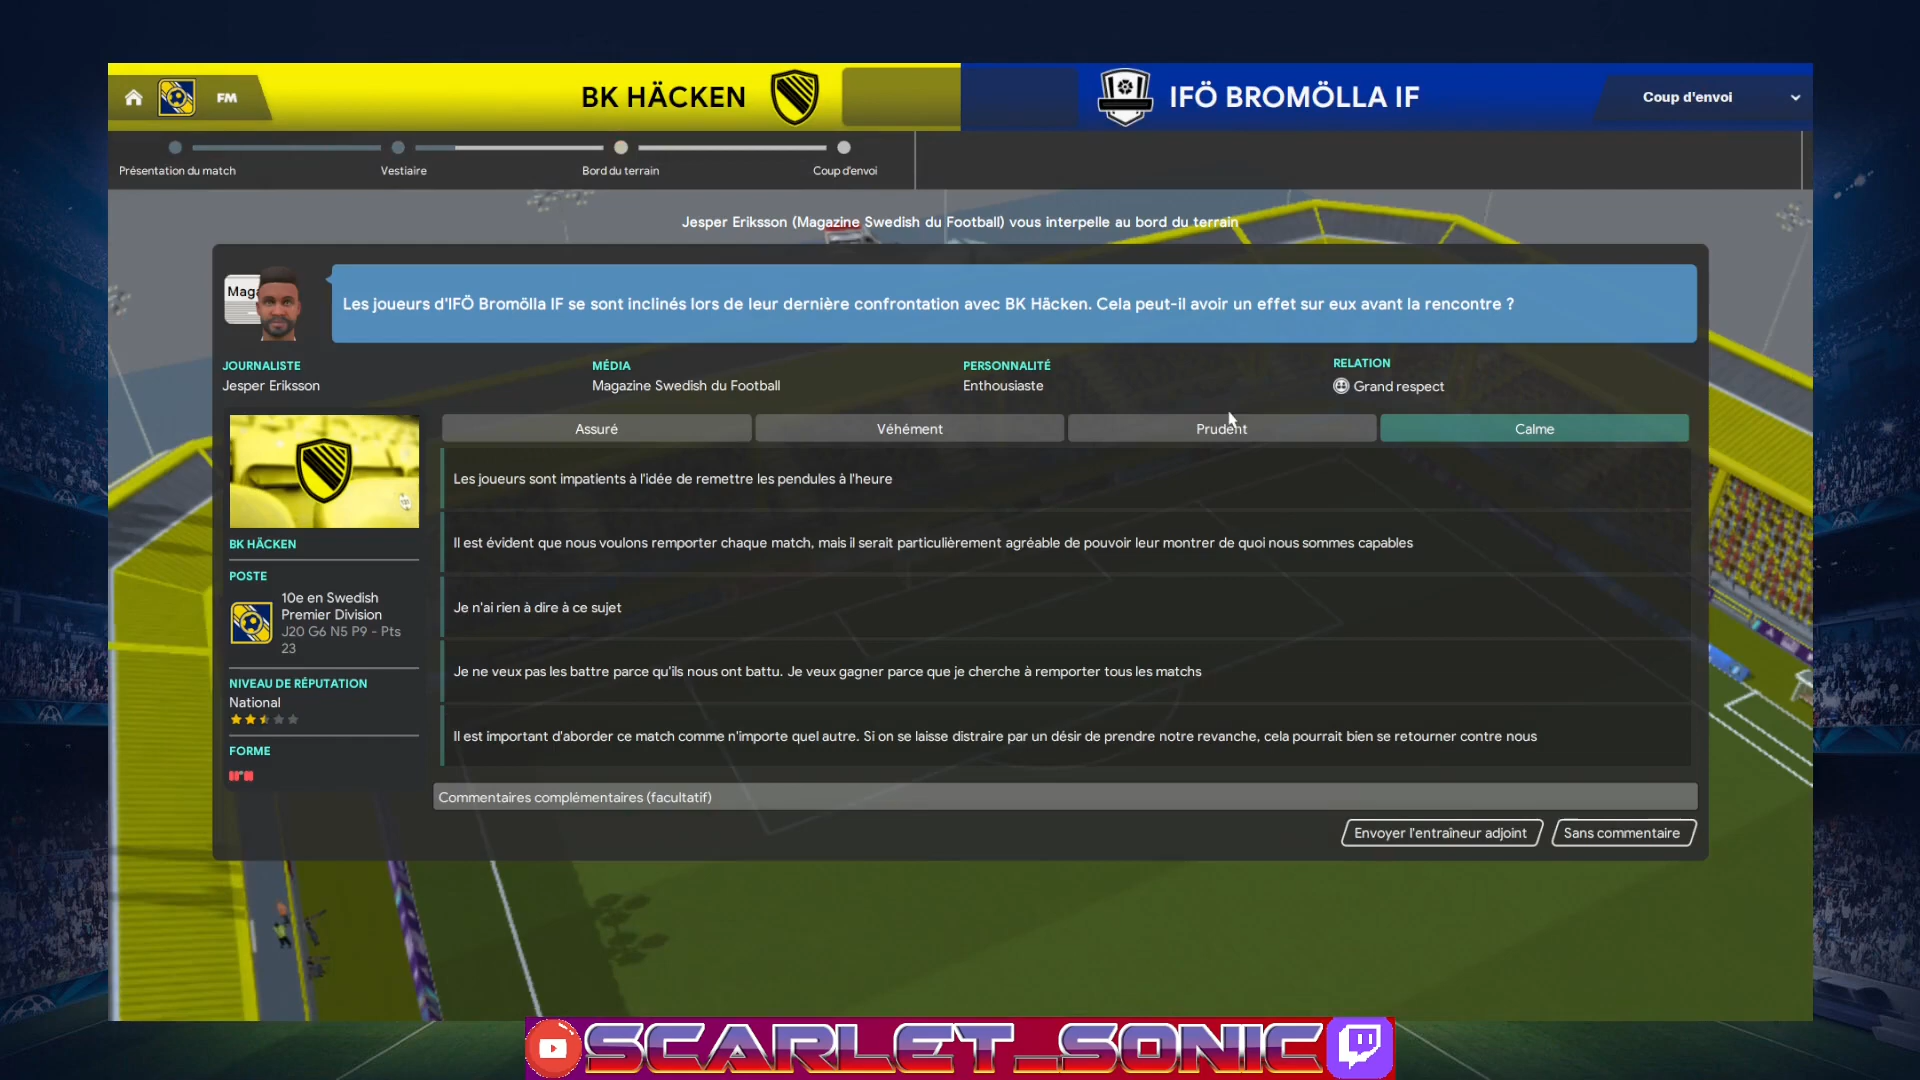 FM
BK HÄCKEN
IFÖ BROMÖLLA IF
Coup d'envoi
Présentation du match
Vestiaire
Bord du terrain
Coup d'envoi
Jesper Eriksson (Magazine Swedish du Football) vous interpelle au bord du terrain
Maga
Les joueurs d'IFÖ Bromölla IF se sont inclinés lors de leur dernière confrontation avec BK Häcken. Cela peut-il avoir un effet sur eux avant la rencontre ?
JOURNALISTE
Jesper Eriksson
MÉDIA
Magazine Swedish du Football
PERSONNALITÉ
Enthousiaste
RELATION
Grand respect
Assuré
Véhément
Prudent
Calme
Les joueurs sont impatients à l'idée de remettre les pendules à l'heure
Il est évident que nous voulons remporter chaque match, mais il serait particulièrement agréable de pouvoir leur montrer de quoi nous sommes capables
Je n'ai rien à dire à ce sujet
Je ne veux pas les battre parce qu'ils nous ont battu. Je veux gagner parce que je cherche à remporter tous les matchs
Il est important d'aborder ce match comme n'importe quel autre. Si on se laisse distraire par un désir de prendre notre revanche, cela pourrait bien se retourner contre nous
BK HÄCKEN
POSTE
10e en Swedish
Premier Division
J20 G6 N5 P9 - Pts
23
NIVEAU DE RÉPUTATION
National
FORME
Commentaires complémentaires (facultatif)
Envoyer l'entraîneur adjoint
Sans commentaire
SCARLET_SONIC